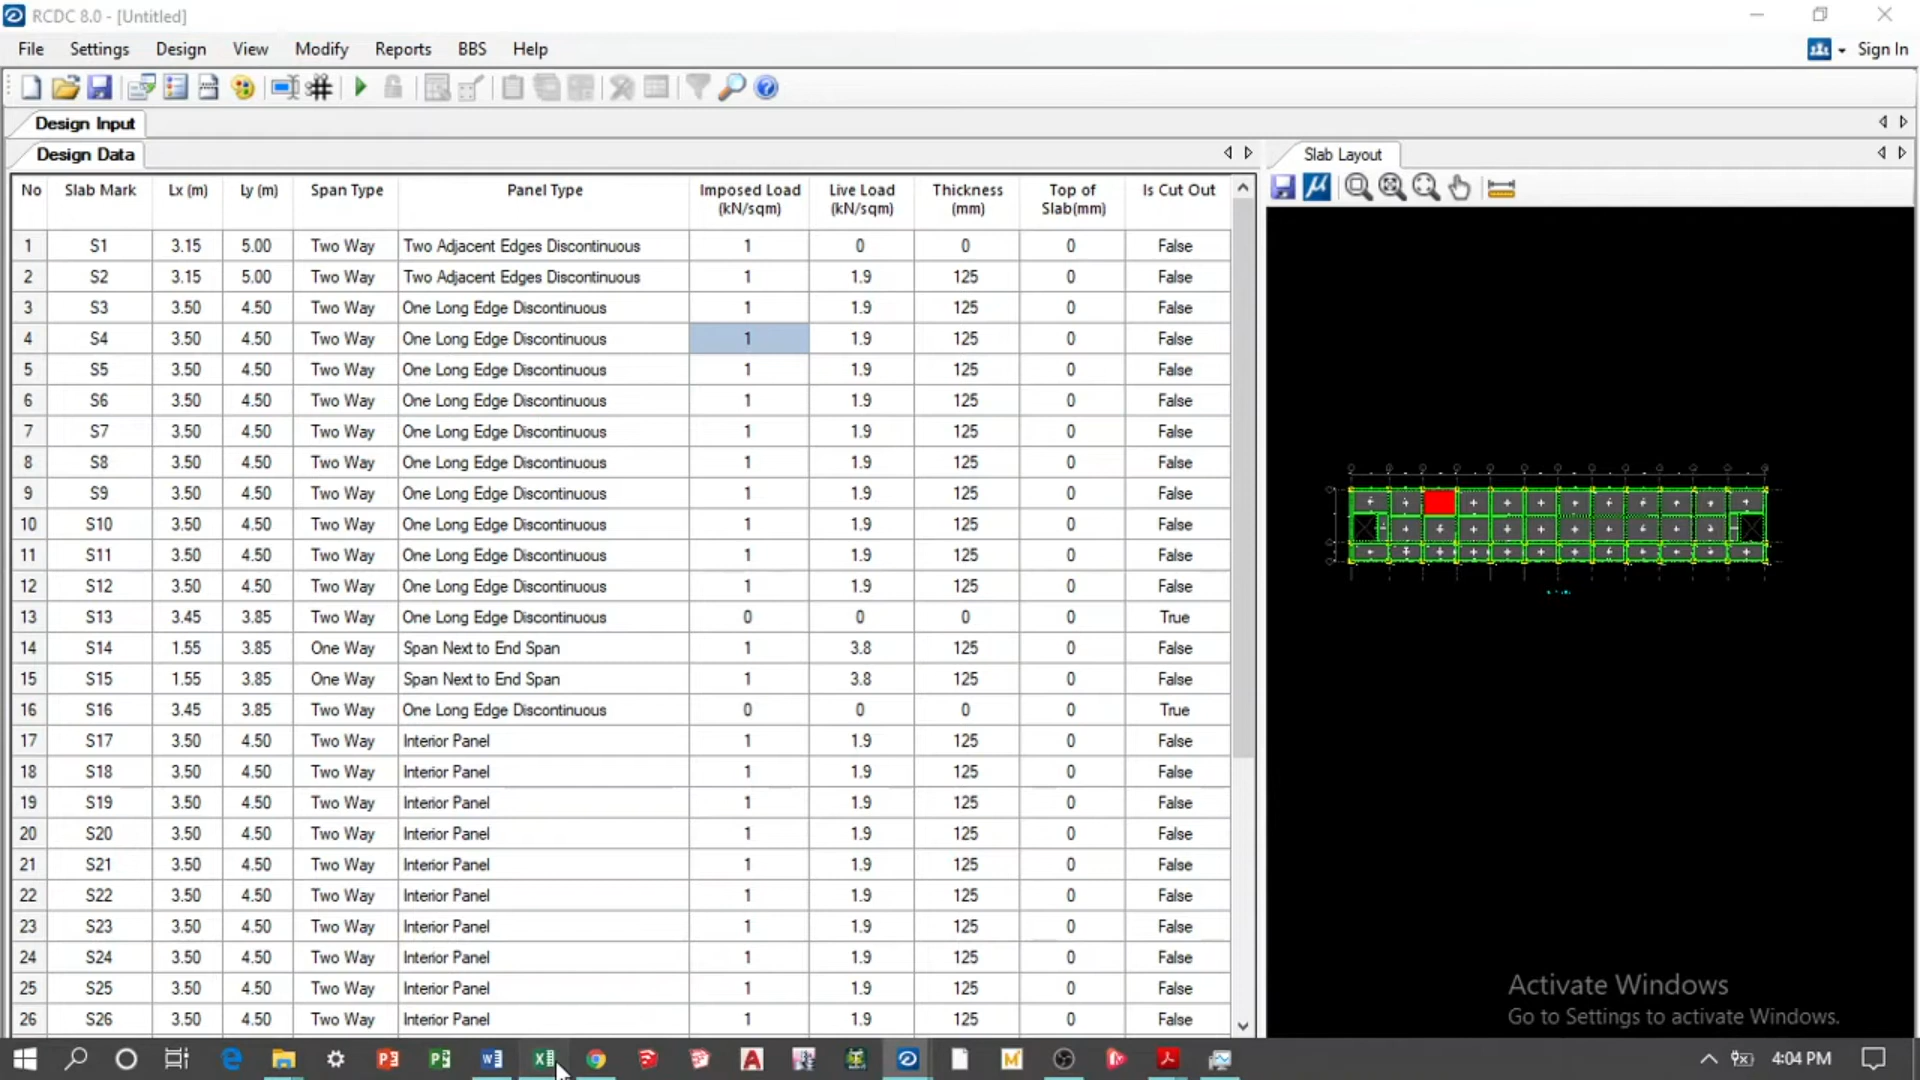 RCDC 8.0 - [Untitled]
File Settings Design View Modify Reports BBS Help Sign In
Design Input
Design Data
Slab Layout
No Slab Mark Lx (m) Ly (m) Span Type Panel Type Imposed Load (kN/sqm) Live Load (kN/sqm) Thickness (mm) Top of Slab(mm) Is Cut Out
1 S1 3.15 5.00 Two Way Two Adjacent Edges Discontinuous 1 0 0 0 False
2 S2 3.15 5.00 Two Way Two Adjacent Edges Discontinuous 1 1.9 125 0 False
3 S3 3.50 4.50 Two Way One Long Edge Discontinuous 1 1.9 125 0 False
4 S4 3.50 4.50 Two Way One Long Edge Discontinuous 1 1.9 125 0 False
5 S5 3.50 4.50 Two Way One Long Edge Discontinuous 1 1.9 125 0 False
6 S6 3.50 4.50 Two Way One Long Edge Discontinuous 1 1.9 125 0 False
7 S7 3.50 4.50 Two Way One Long Edge Discontinuous 1 1.9 125 0 False
8 S8 3.50 4.50 Two Way One Long Edge Discontinuous 1 1.9 125 0 False
9 S9 3.50 4.50 Two Way One Long Edge Discontinuous 1 1.9 125 0 False
10 S10 3.50 4.50 Two Way One Long Edge Discontinuous 1 1.9 125 0 False
11 S11 3.50 4.50 Two Way One Long Edge Discontinuous 1 1.9 125 0 False
12 S12 3.50 4.50 Two Way One Long Edge Discontinuous 1 1.9 125 0 False
13 S13 3.45 3.85 Two Way One Long Edge Discontinuous 0 0 0 0 True
14 S14 1.55 3.85 One Way Span Next to End Span 1 3.8 125 0 False
15 S15 1.55 3.85 One Way Span Next to End Span 1 3.8 125 0 False
16 S16 3.45 3.85 Two Way One Long Edge Discontinuous 0 0 0 0 True
17 S17 3.50 4.50 Two Way Interior Panel 1 1.9 125 0 False
18 S18 3.50 4.50 Two Way Interior Panel 1 1.9 125 0 False
19 S19 3.50 4.50 Two Way Interior Panel 1 1.9 125 0 False
20 S20 3.50 4.50 Two Way Interior Panel 1 1.9 125 0 False
21 S21 3.50 4.50 Two Way Interior Panel 1 1.9 125 0 False
22 S22 3.50 4.50 Two Way Interior Panel 1 1.9 125 0 False
23 S23 3.50 4.50 Two Way Interior Panel 1 1.9 125 0 False
24 S24 3.50 4.50 Two Way Interior Panel 1 1.9 125 0 False
25 S25 3.50 4.50 Two Way Interior Panel 1 1.9 125 0 False
26 S26 3.50 4.50 Two Way Interior Panel 1 1.9 125 0 False
Activate Windows
Go to Settings to activate Windows.
4:04 PM